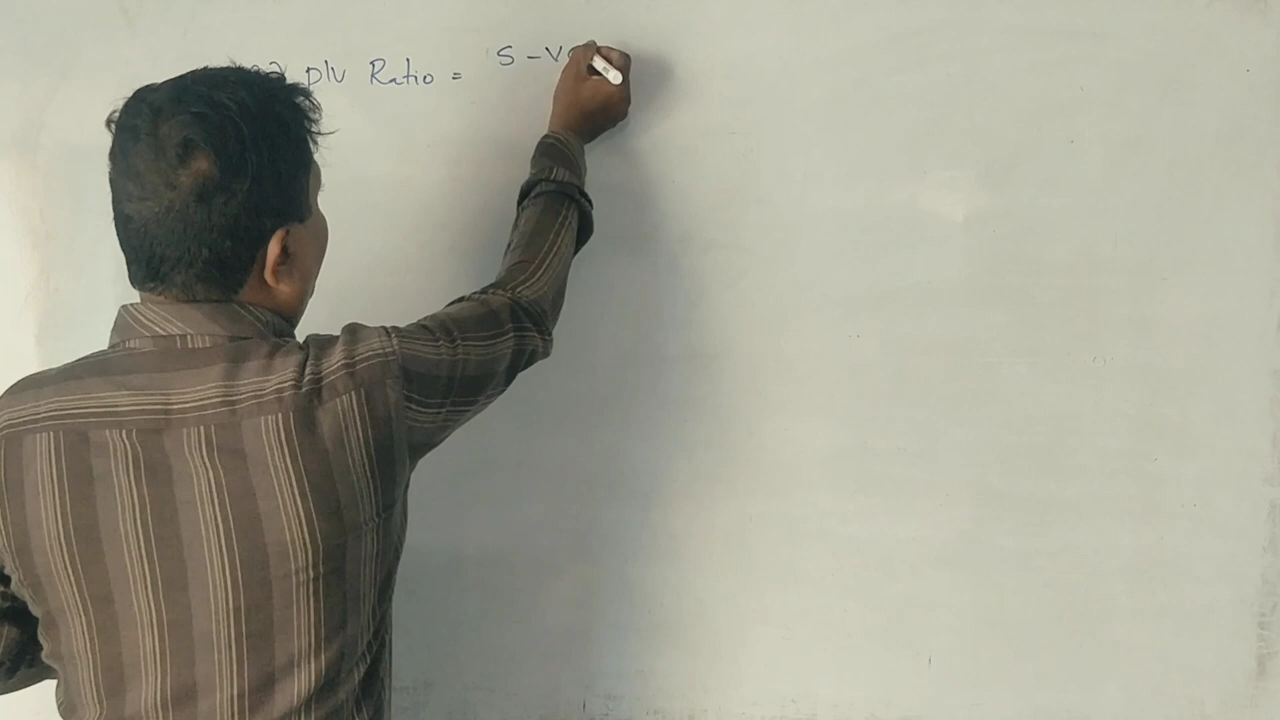 p/v Ratio = S - V